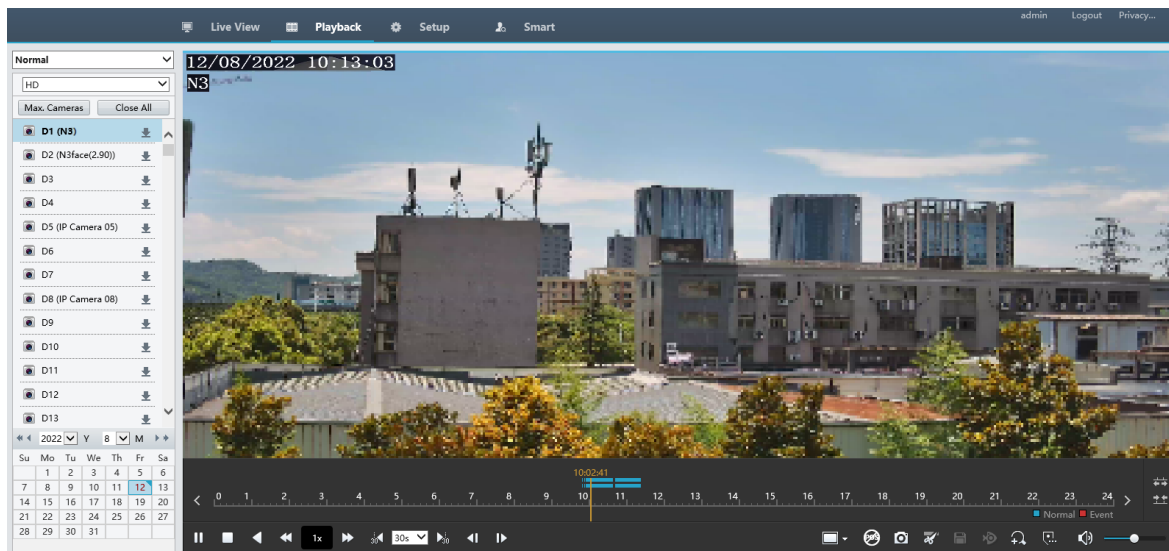 admin Logout Privacy...
Live View Playback Setup Smart
Normal
HD
Max. Cameras Close All
D1 (N3)
D2 (N3face(2.90))
D3
D4
D5 (IP Camera 05)
D6
D7
D8 (IP Camera 08)
D9
D10
D11
D12
D13
2022 Y 8 M
Su Mo Tu We Th Fr Sa
1 2 3 4 5 6
7 8 9 10 11 12 13
14 15 16 17 18 19 20
21 22 23 24 25 26 27
28 29 30 31
12/08/2022 10:13:03
N3
10:02:41
0 1 2 3 4 5 6 7 8 9 10 11 12 13 14 15 16 17 18 19 20 21 22 23 24
Normal Event
1x 30 30s 30
POS